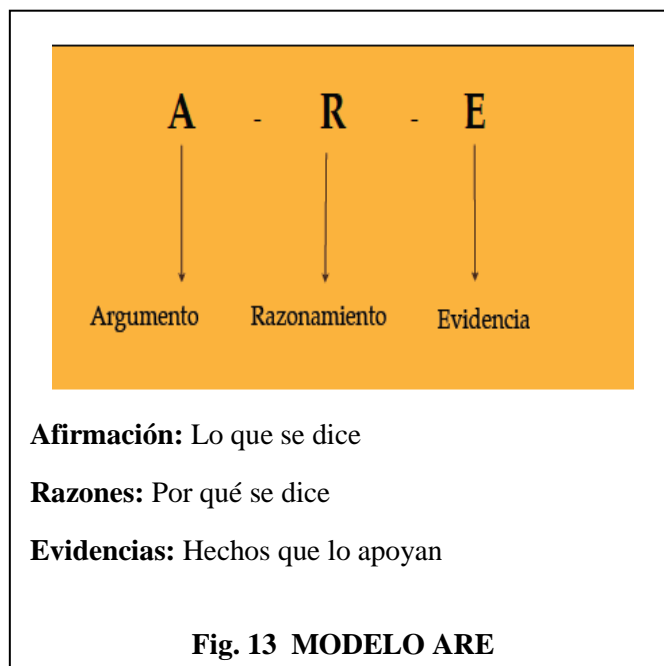 A - R - E
Argumento Razonamiento Evidencia
Afirmación: Lo que se dice
Razones: Por qué se dice
Evidencias: Hechos que lo apoyan
Fig. 13 MODELO ARE